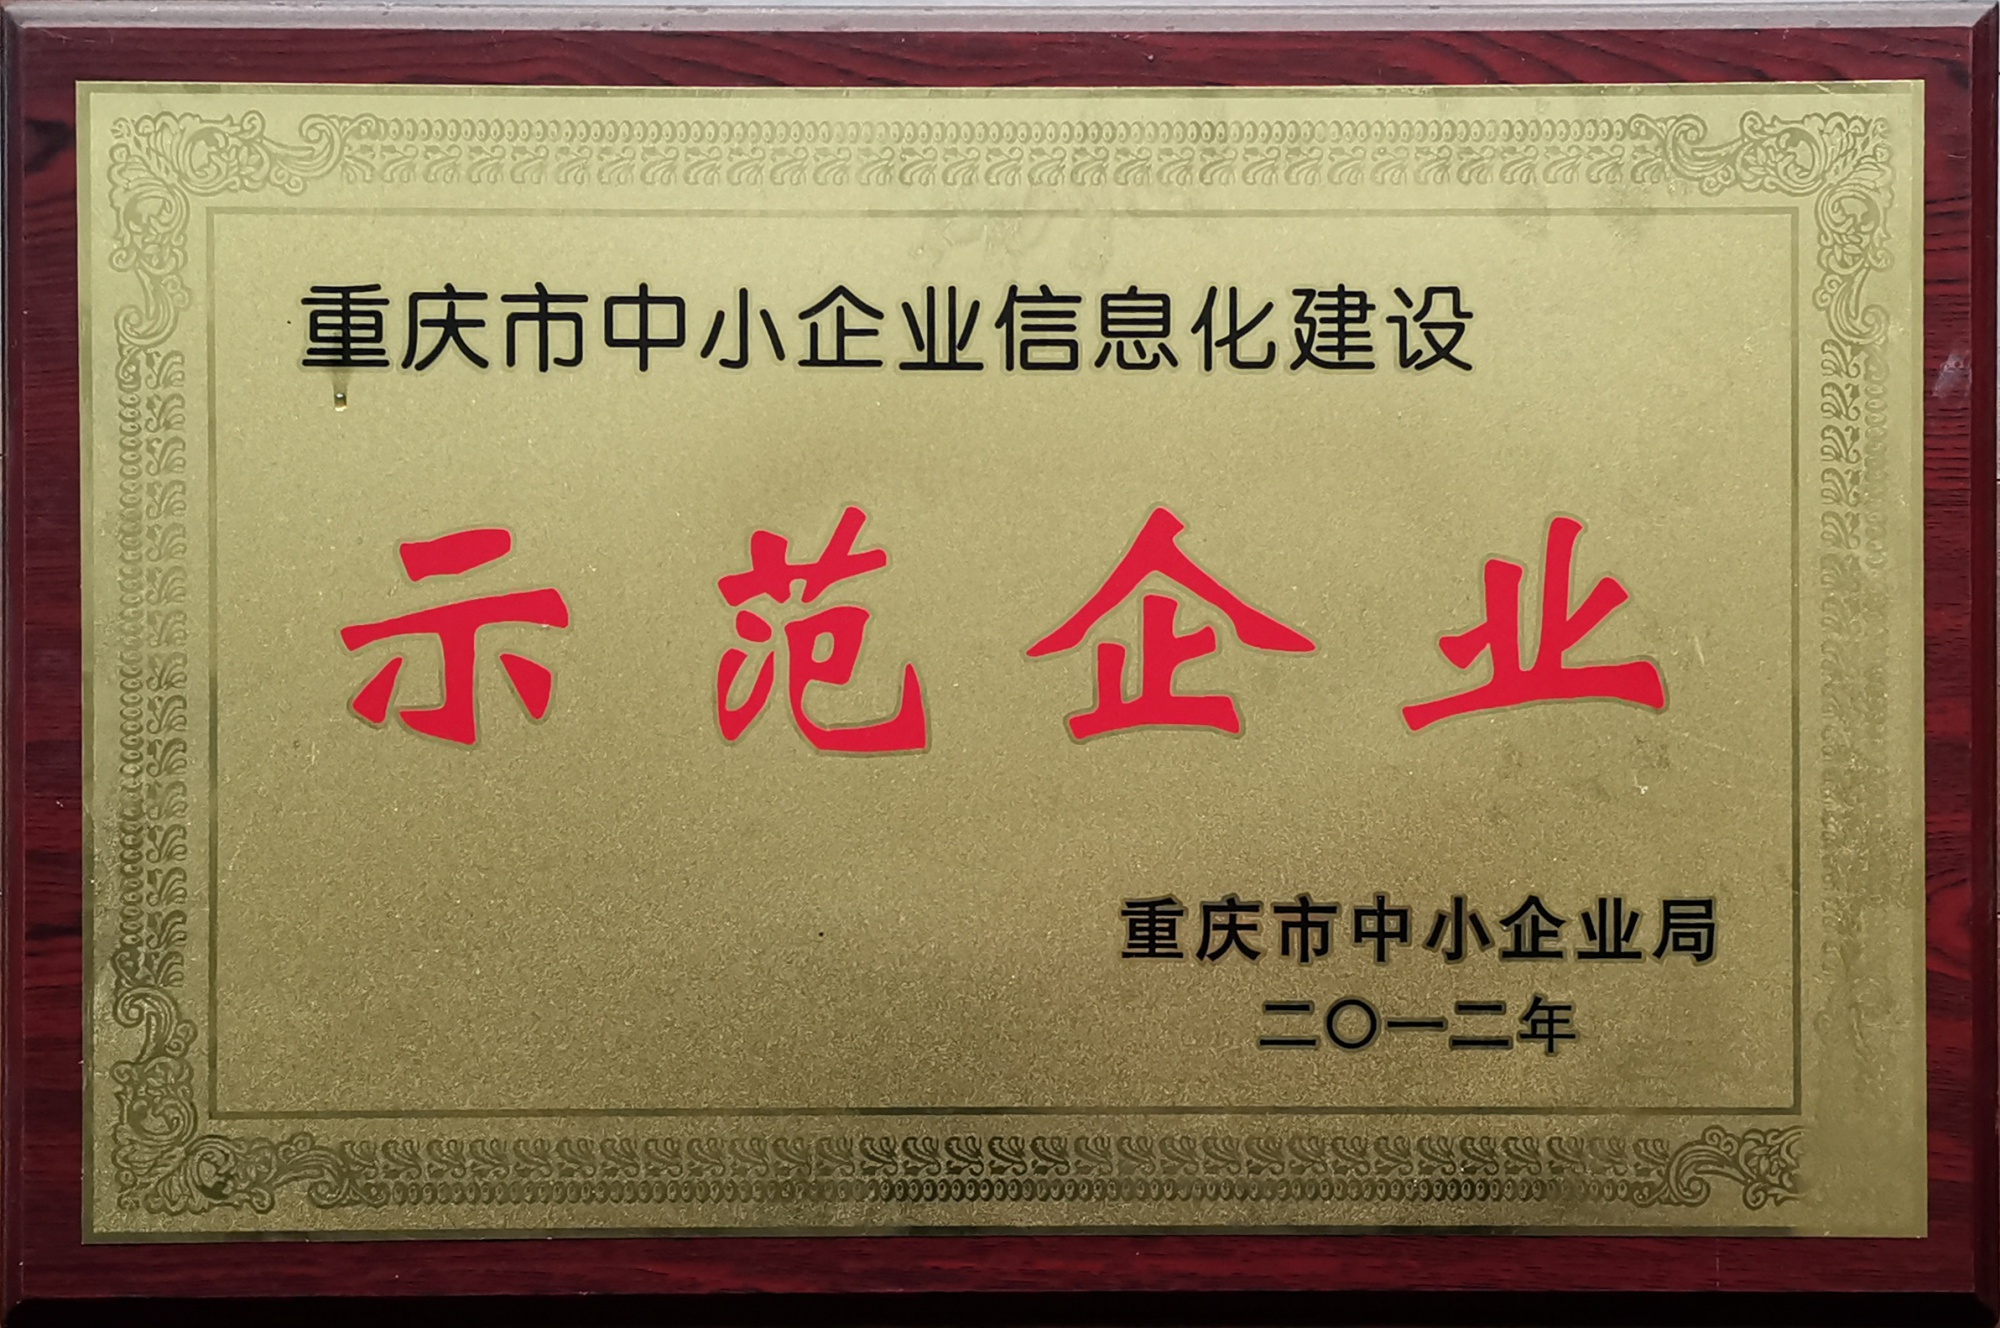 重庆市中小企业信息化建设
示范企业
重庆市中小企业局
二〇一二年